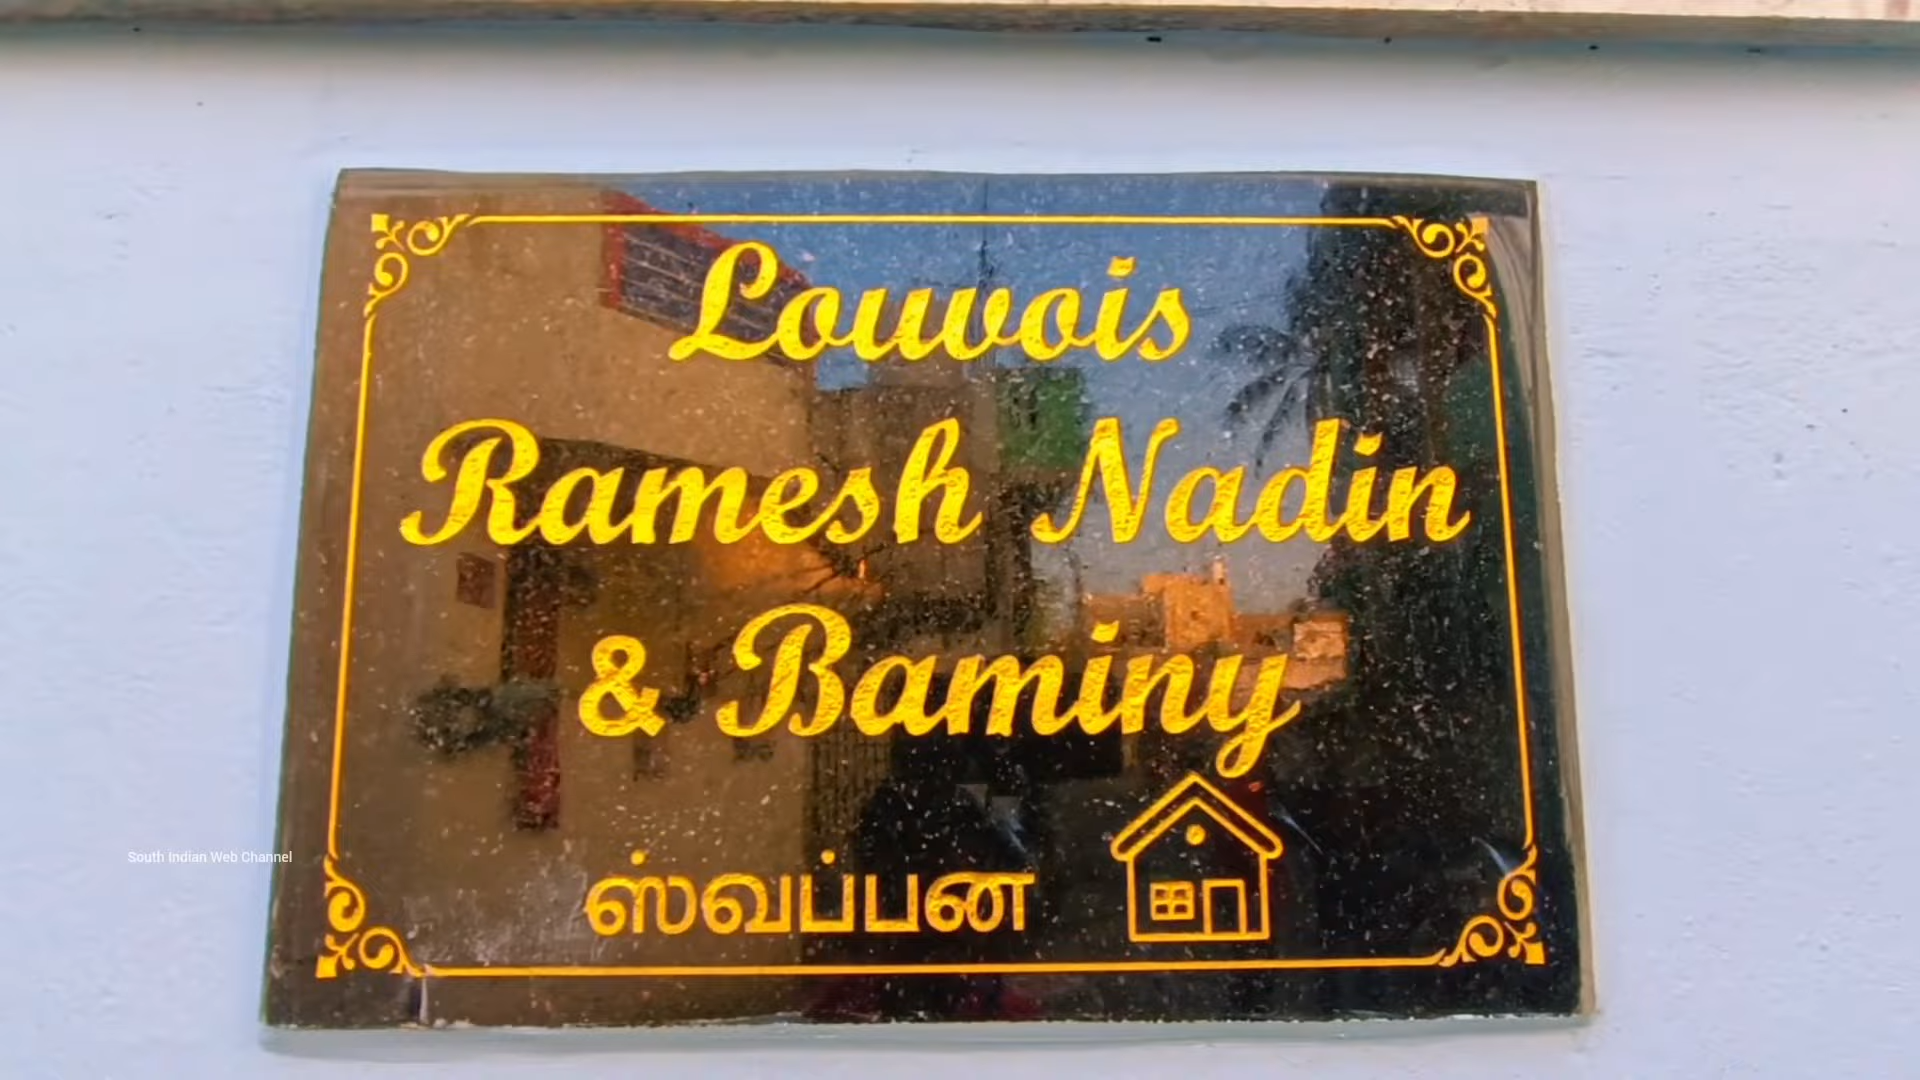 Louvois
Ramesh Nadin
& Baminy
ஸ்வப்பன
South Indian Web Channel